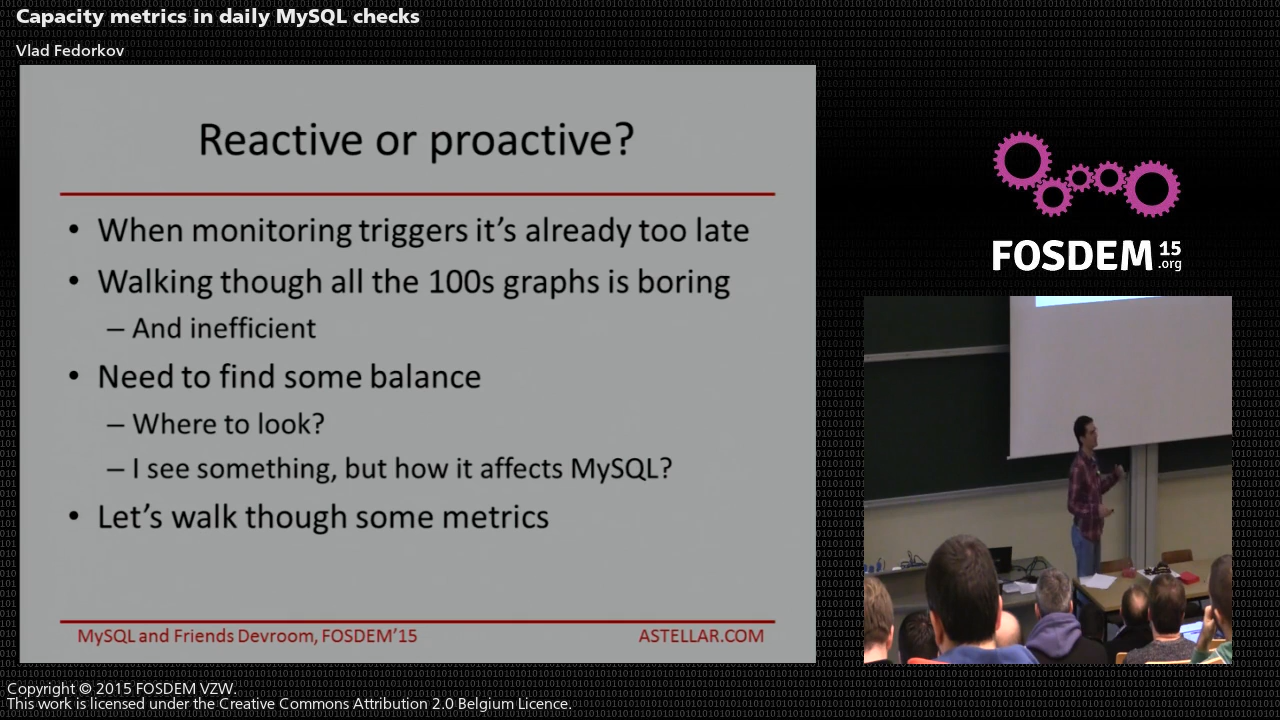 Capacity metrics in daily MySQL checks
Vlad Fedorkov
Reactive or proactive?
• When monitoring triggers it's already too late
• Walking though all the 100s graphs is boring
– And inefficient
• Need to find some balance
– Where to look?
– I see something, but how it affects MySQL?
• Let's walk though some metrics
MySQL and Friends Devroom, FOSDEM'15
ASTELLAR.COM
FOSDEM 15
.org
Copyright © 2015 FOSDEM VZW.
This work is licensed under the Creative Commons Attribution 2.0 Belgium Licence.